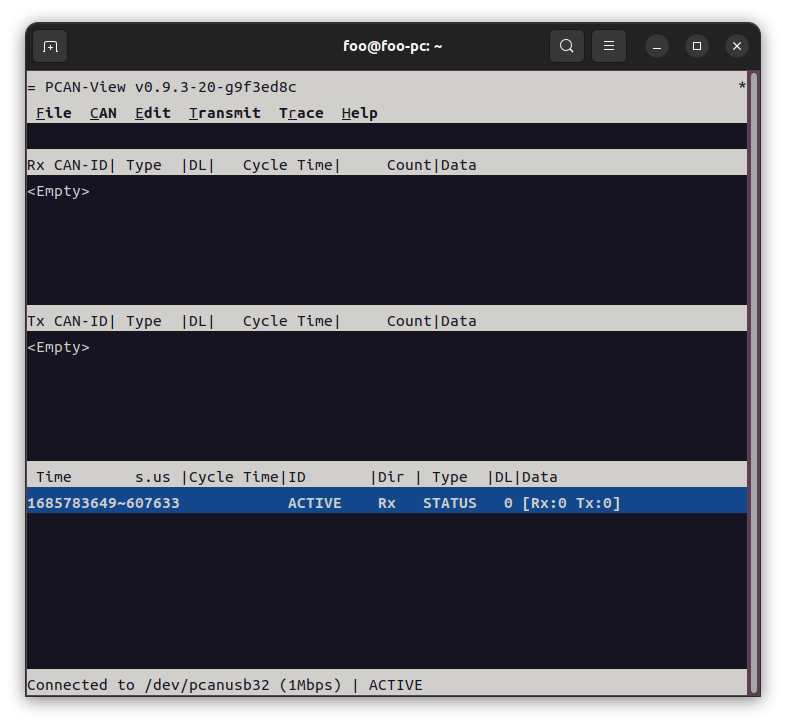 foo@foo-pc: ~
= PCAN-View v0.9.3-20-g9f3ed8c *
File CAN Edit Transmit Trace Help
Rx CAN-ID| Type |DL| Cycle Time| Count|Data
<Empty>
Tx CAN-ID| Type |DL| Cycle Time| Count|Data
<Empty>
Time s.us |Cycle Time|ID |Dir | Type |DL|Data
1685783649~607633 ACTIVE Rx STATUS 0 [Rx:0 Tx:0]
Connected to /dev/pcanusb32 (1Mbps) | ACTIVE